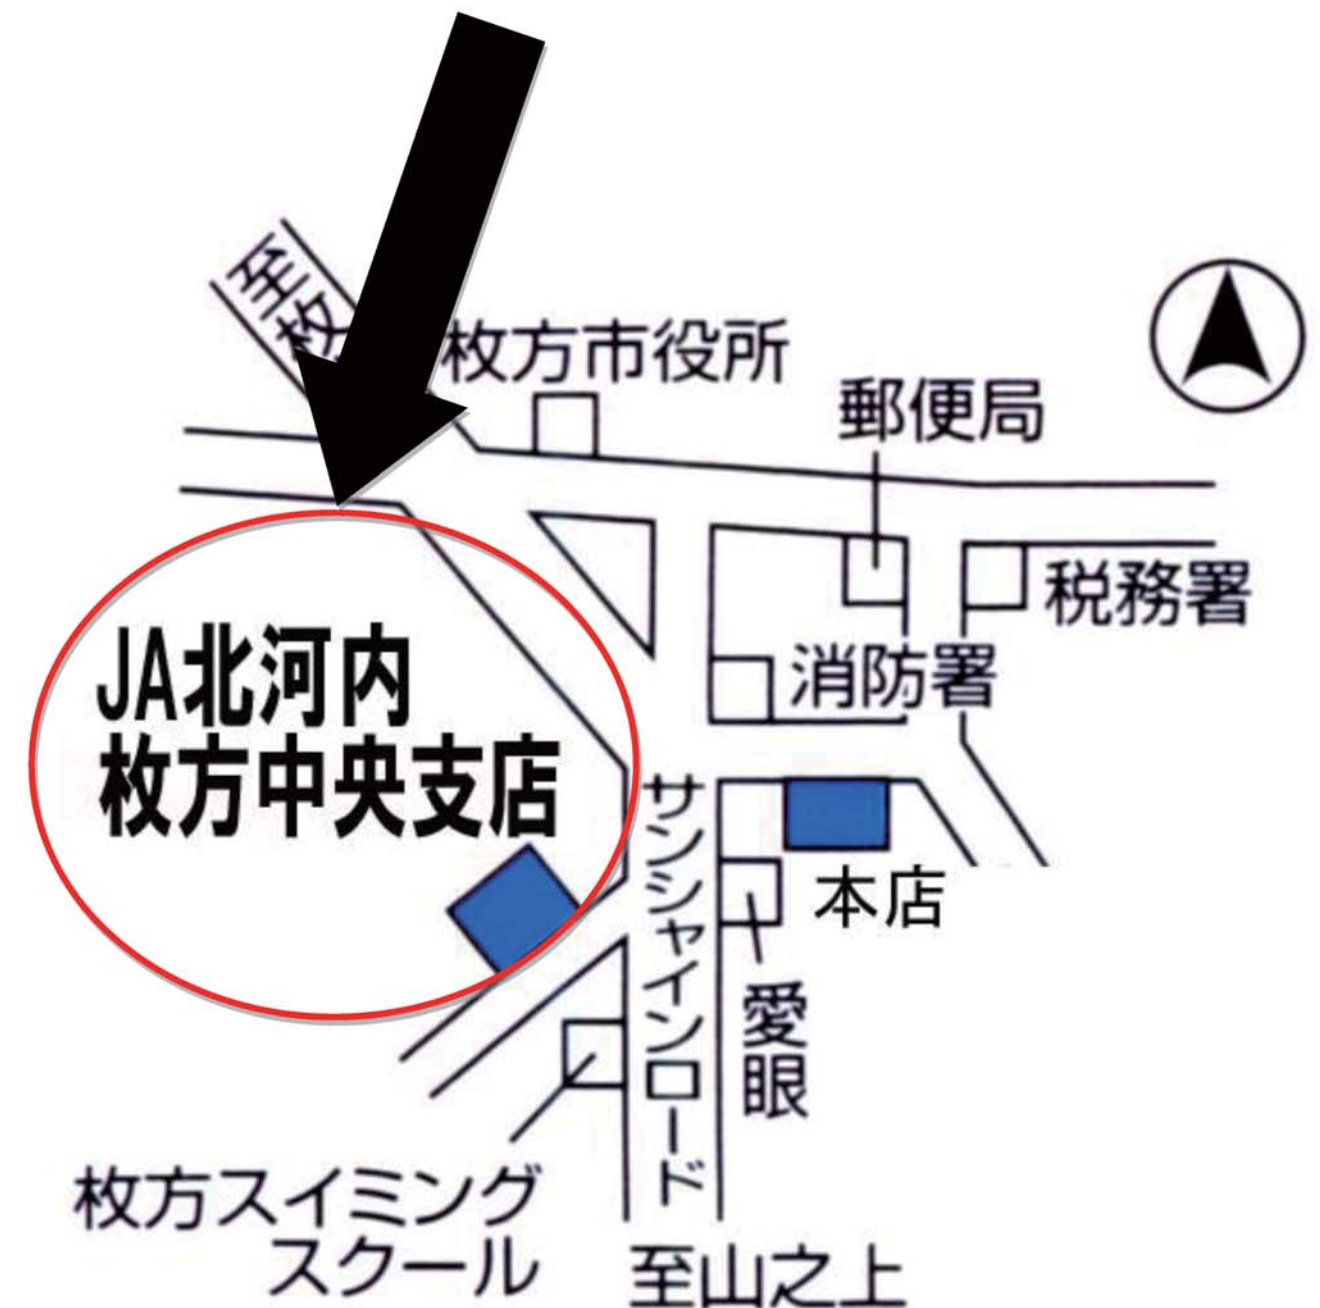 至枚
枚方市役所
郵便局
税務署
消防署
JA北河内
枚方中央支店
サンシャインロード
本店
愛眼
枚方スイミング
スクール
至山之上